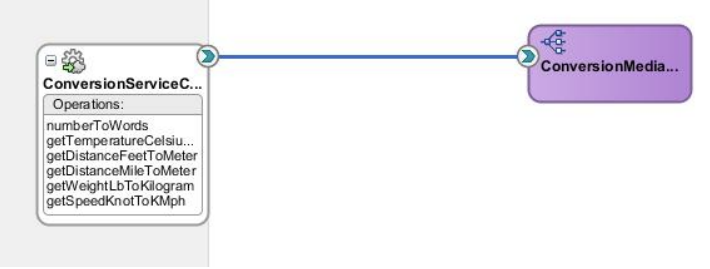 ConversionServiceC...
Operations:
numberToWords
getTemperatureCelsiu...
getDistanceFeetToMeter
getDistanceMileToMeter
getWeightLbToKilogram
getSpeedKnotToKMph
ConversionMedia...